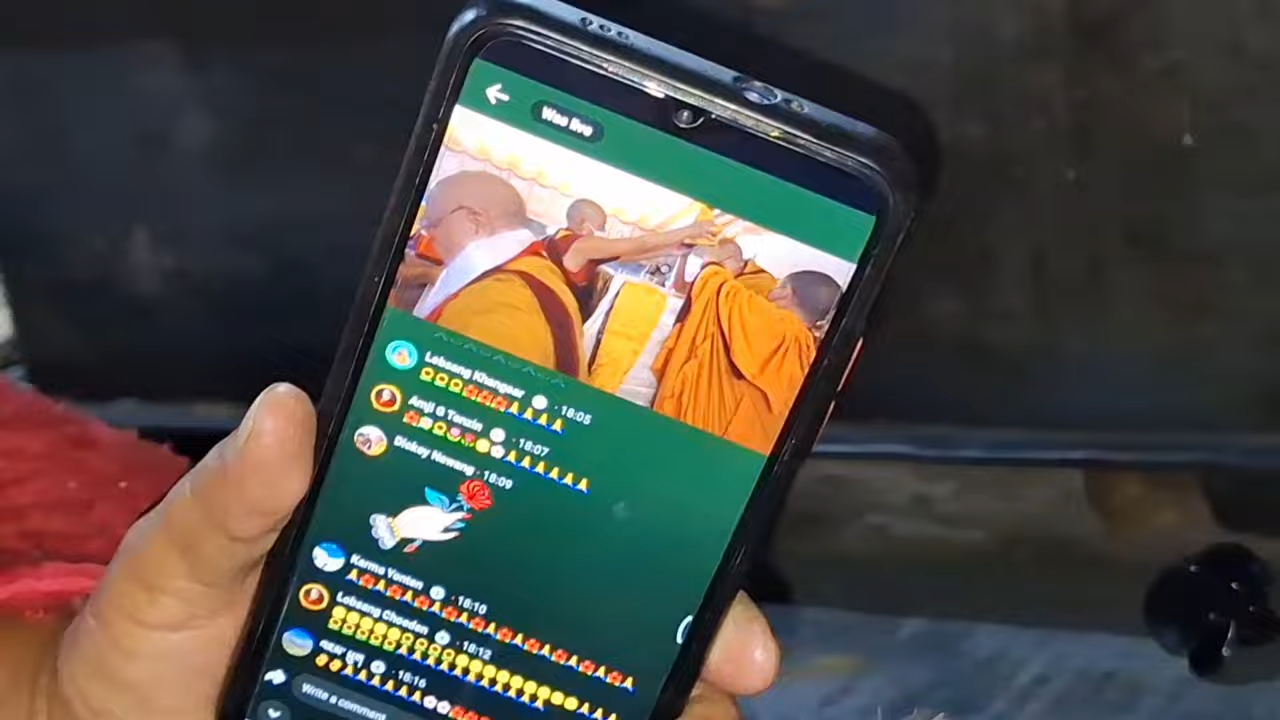 Was live
Lobsang Khangsar · 18:05
Amji G Tenzin · 18:07
Dickey Nawang · 18:09
Karma Yonten · 18:10
Lobsang Choedan · 18:12
· 18:16
Write a comment